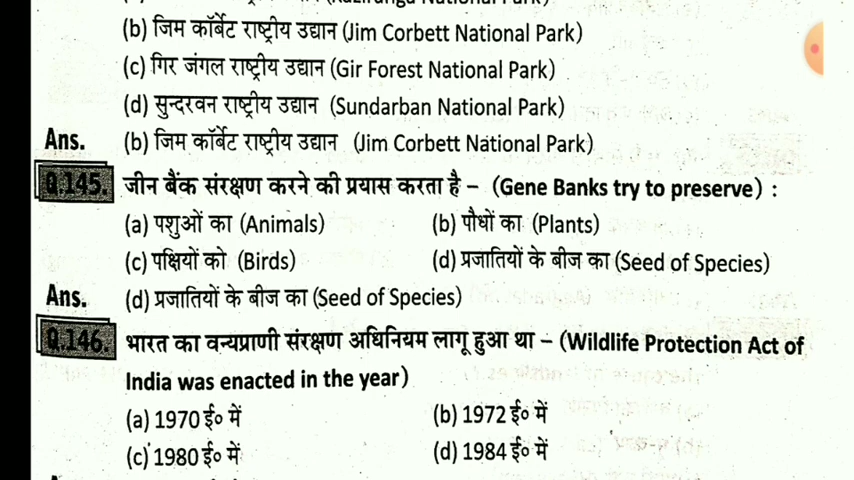 (b) जिम कॉर्बेट राष्ट्रीय उद्यान (Jim Corbett National Park)
(c) गिर जंगल राष्ट्रीय उद्यान (Gir Forest National Park)
(d) सुन्दरवन राष्ट्रीय उद्यान (Sundarban National Park)
Ans. (b) जिम कॉर्बेट राष्ट्रीय उद्यान (Jim Corbett National Park)
Q.145. जीन बैंक संरक्षण करने की प्रयास करता है – (Gene Banks try to preserve) :
(a) पशुओं का (Animals) (b) पौधों का (Plants)
(c) पक्षियों को (Birds) (d) प्रजातियों के बीज का (Seed of Species)
Ans. (d) प्रजातियों के बीज का (Seed of Species)
Q.146. भारत का वन्यप्राणी संरक्षण अधिनियम लागू हुआ था – (Wildlife Protection Act of
India was enacted in the year)
(a) 1970 ई० में (b) 1972 ई० में
(c) 1980 ई० में (d) 1984 ई० में